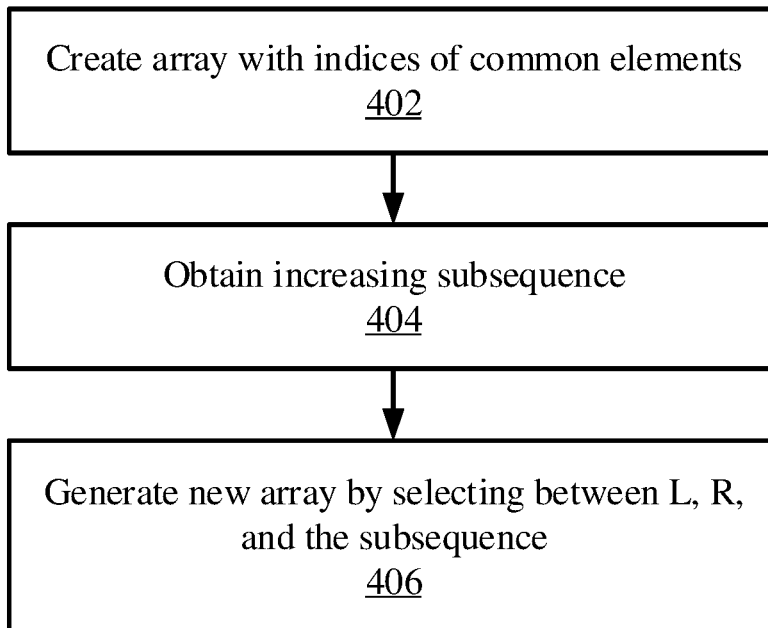 Create array with indices of common elements
402
Obtain increasing subsequence
404
Generate new array by selecting between L, R,
and the subsequence
406